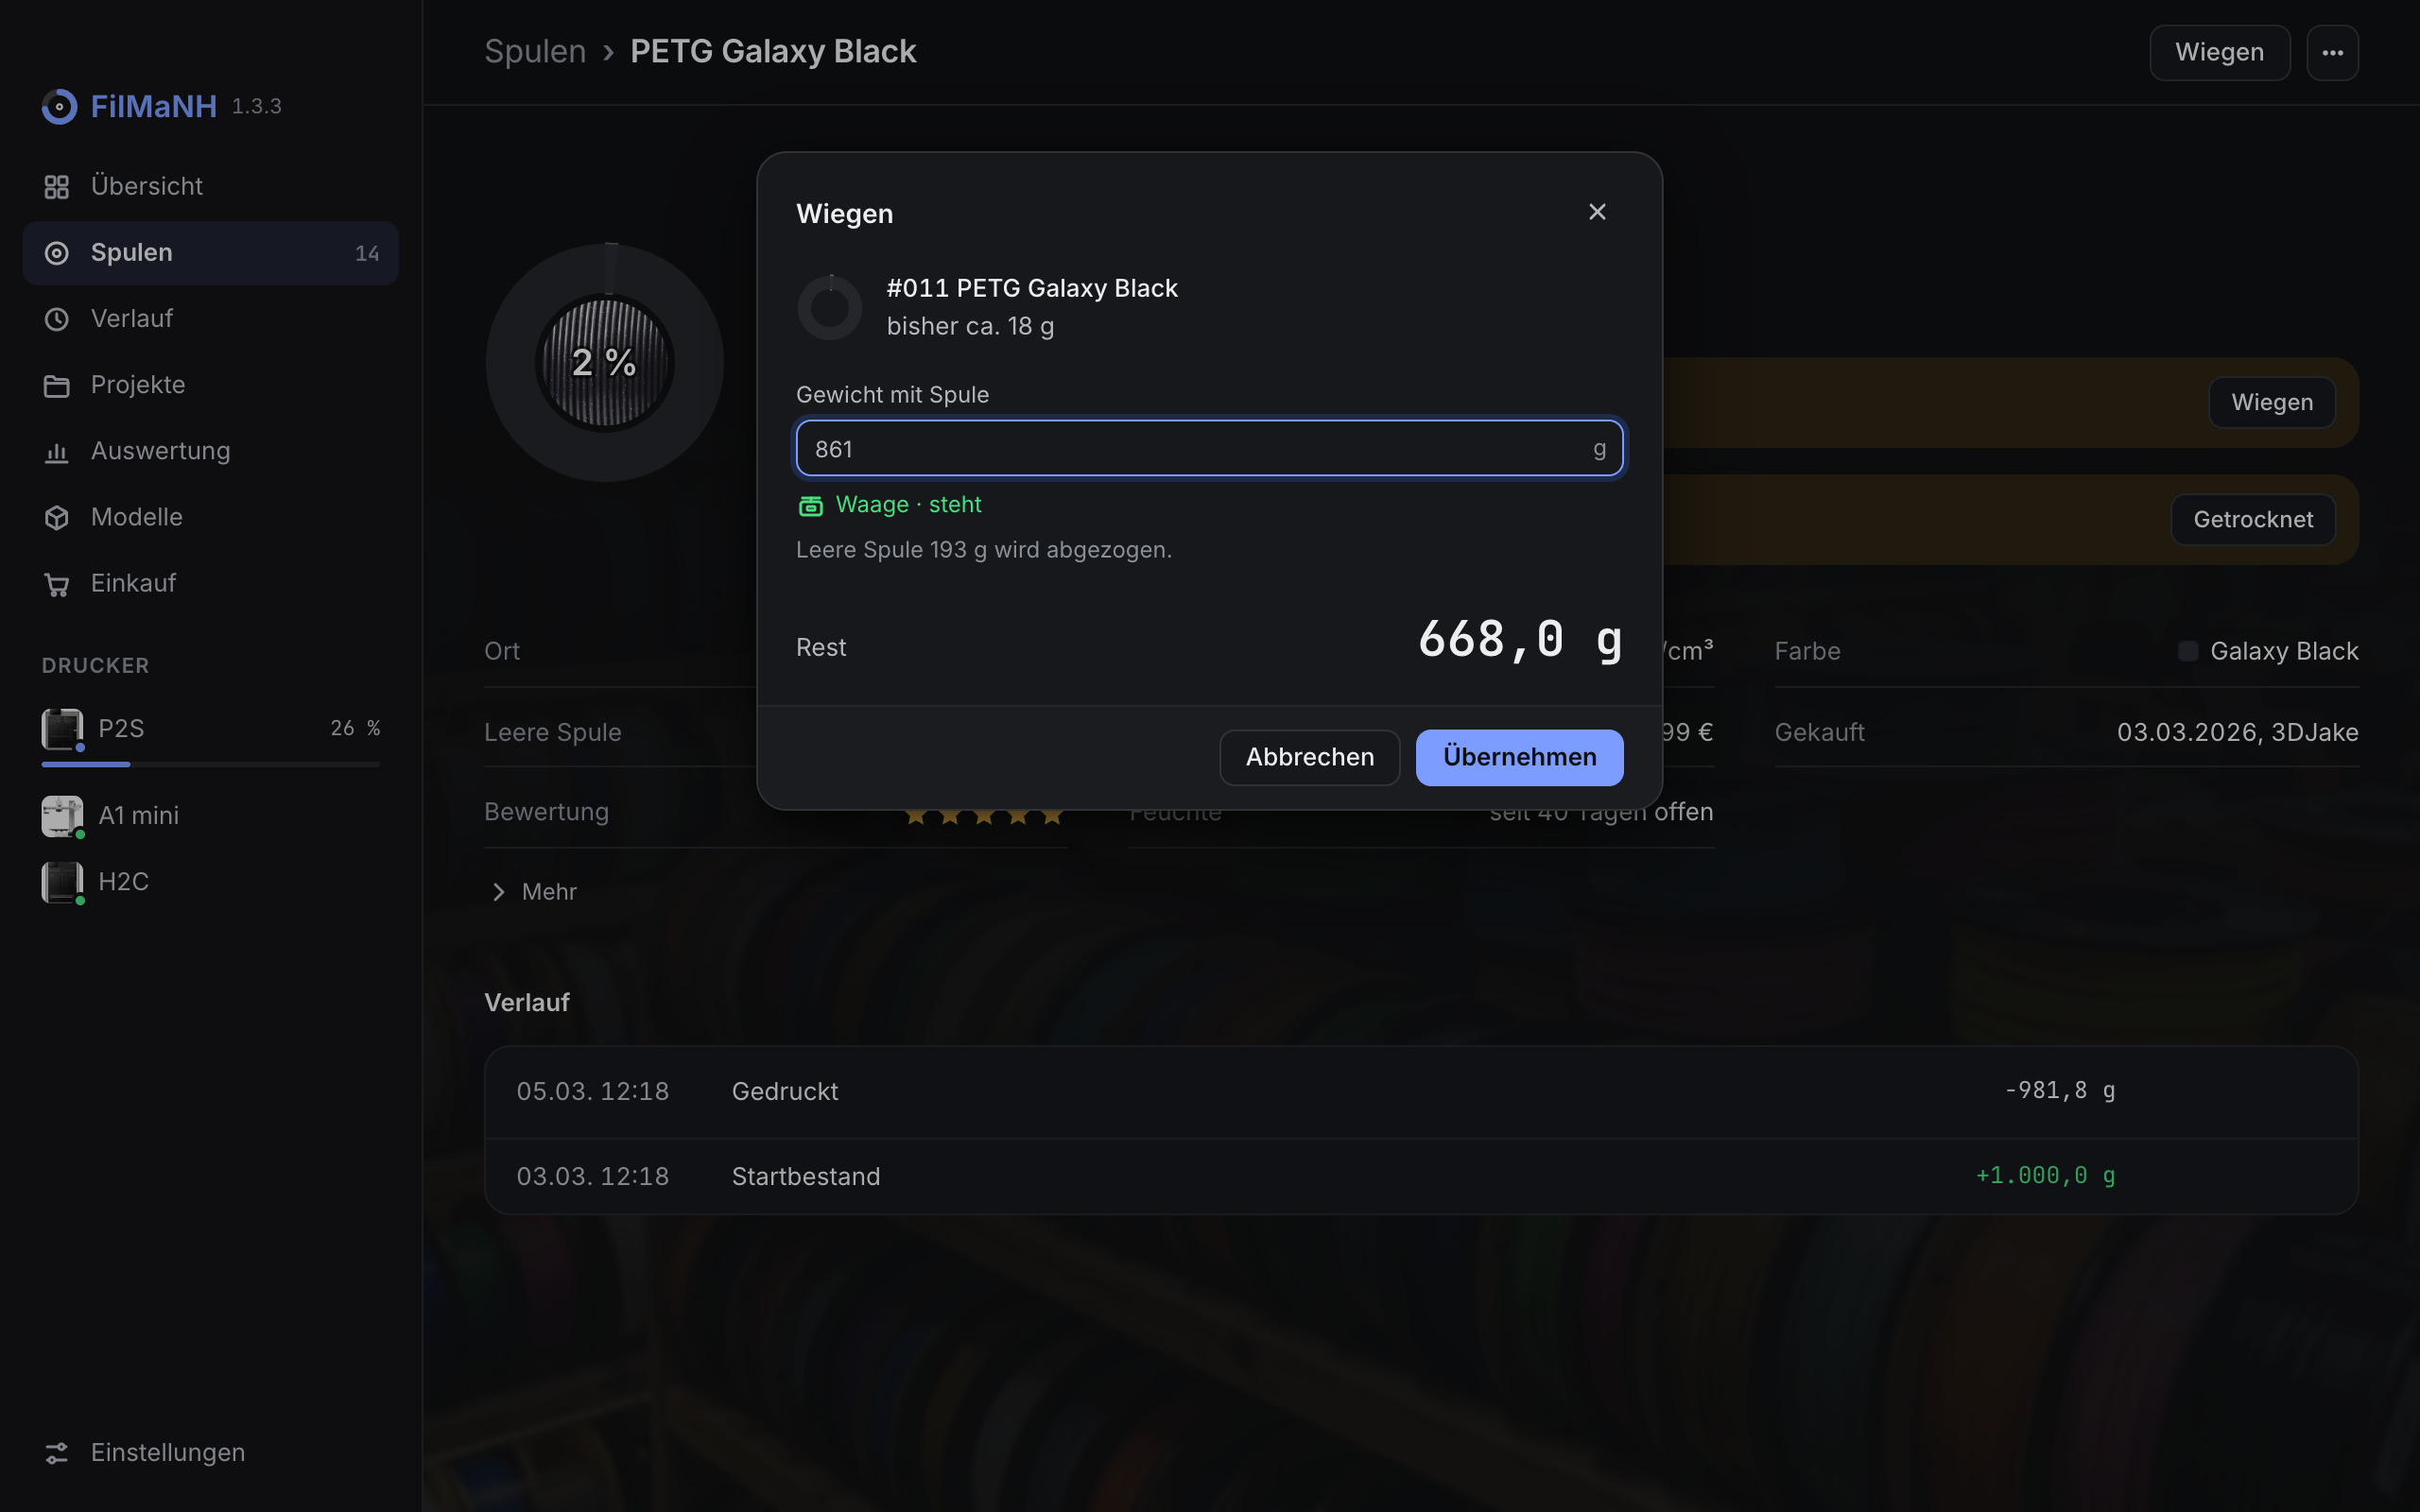 FilMaNH 1.3.3
Übersicht
Spulen 14
Verlauf
Projekte
Auswertung
Modelle
Einkauf
DRUCKER
P2S 26 %
A1 mini
H2C
Einstellungen
Spulen › PETG Galaxy Black
Wiegen
2 %
Wiegen
Getrocknet
Wiegen
#011 PETG Galaxy Black
bisher ca. 18 g
Gewicht mit Spule
861 g
Waage · steht
Leere Spule 193 g wird abgezogen.
Rest 668,0 g
Abbrechen Übernehmen
Ort
/cm³
Farbe Galaxy Black
Leere Spule
99 €
Gekauft 03.03.2026, 3DJake
Bewertung
Feuchte seit 40 Tagen offen
Mehr
Verlauf
05.03. 12:18 Gedruckt -981,8 g
03.03. 12:18 Startbestand +1.000,0 g